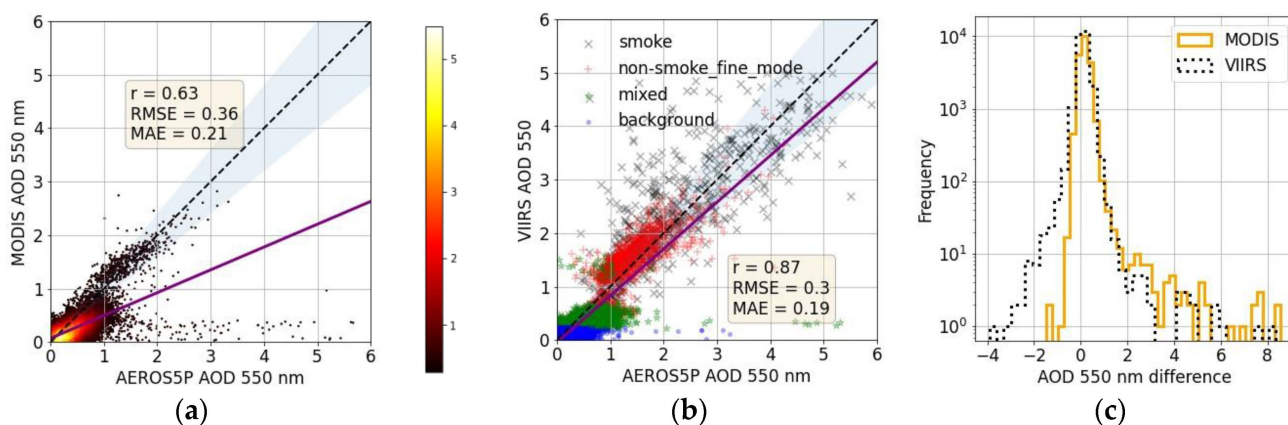 6
5
4
3
2
1
0
MODIS AOD 550 nm
r = 0.63
RMSE = 0.36
MAE = 0.21
0 1 2 3 4 5 6
AEROS5P AOD 550 nm
5
4
3
2
1
(a)
6
5
4
3
2
1
0
VIIRS AOD 550
smoke
non-smoke_fine_mode
mixed
background
r = 0.87
RMSE = 0.3
MAE = 0.19
0 1 2 3 4 5 6
AEROS5P AOD 550 nm
(b)
10⁴
10³
10²
10¹
10⁰
Frequency
MODIS
VIIRS
−4 −2 0 2 4 6 8
AOD 550 nm difference
(c)